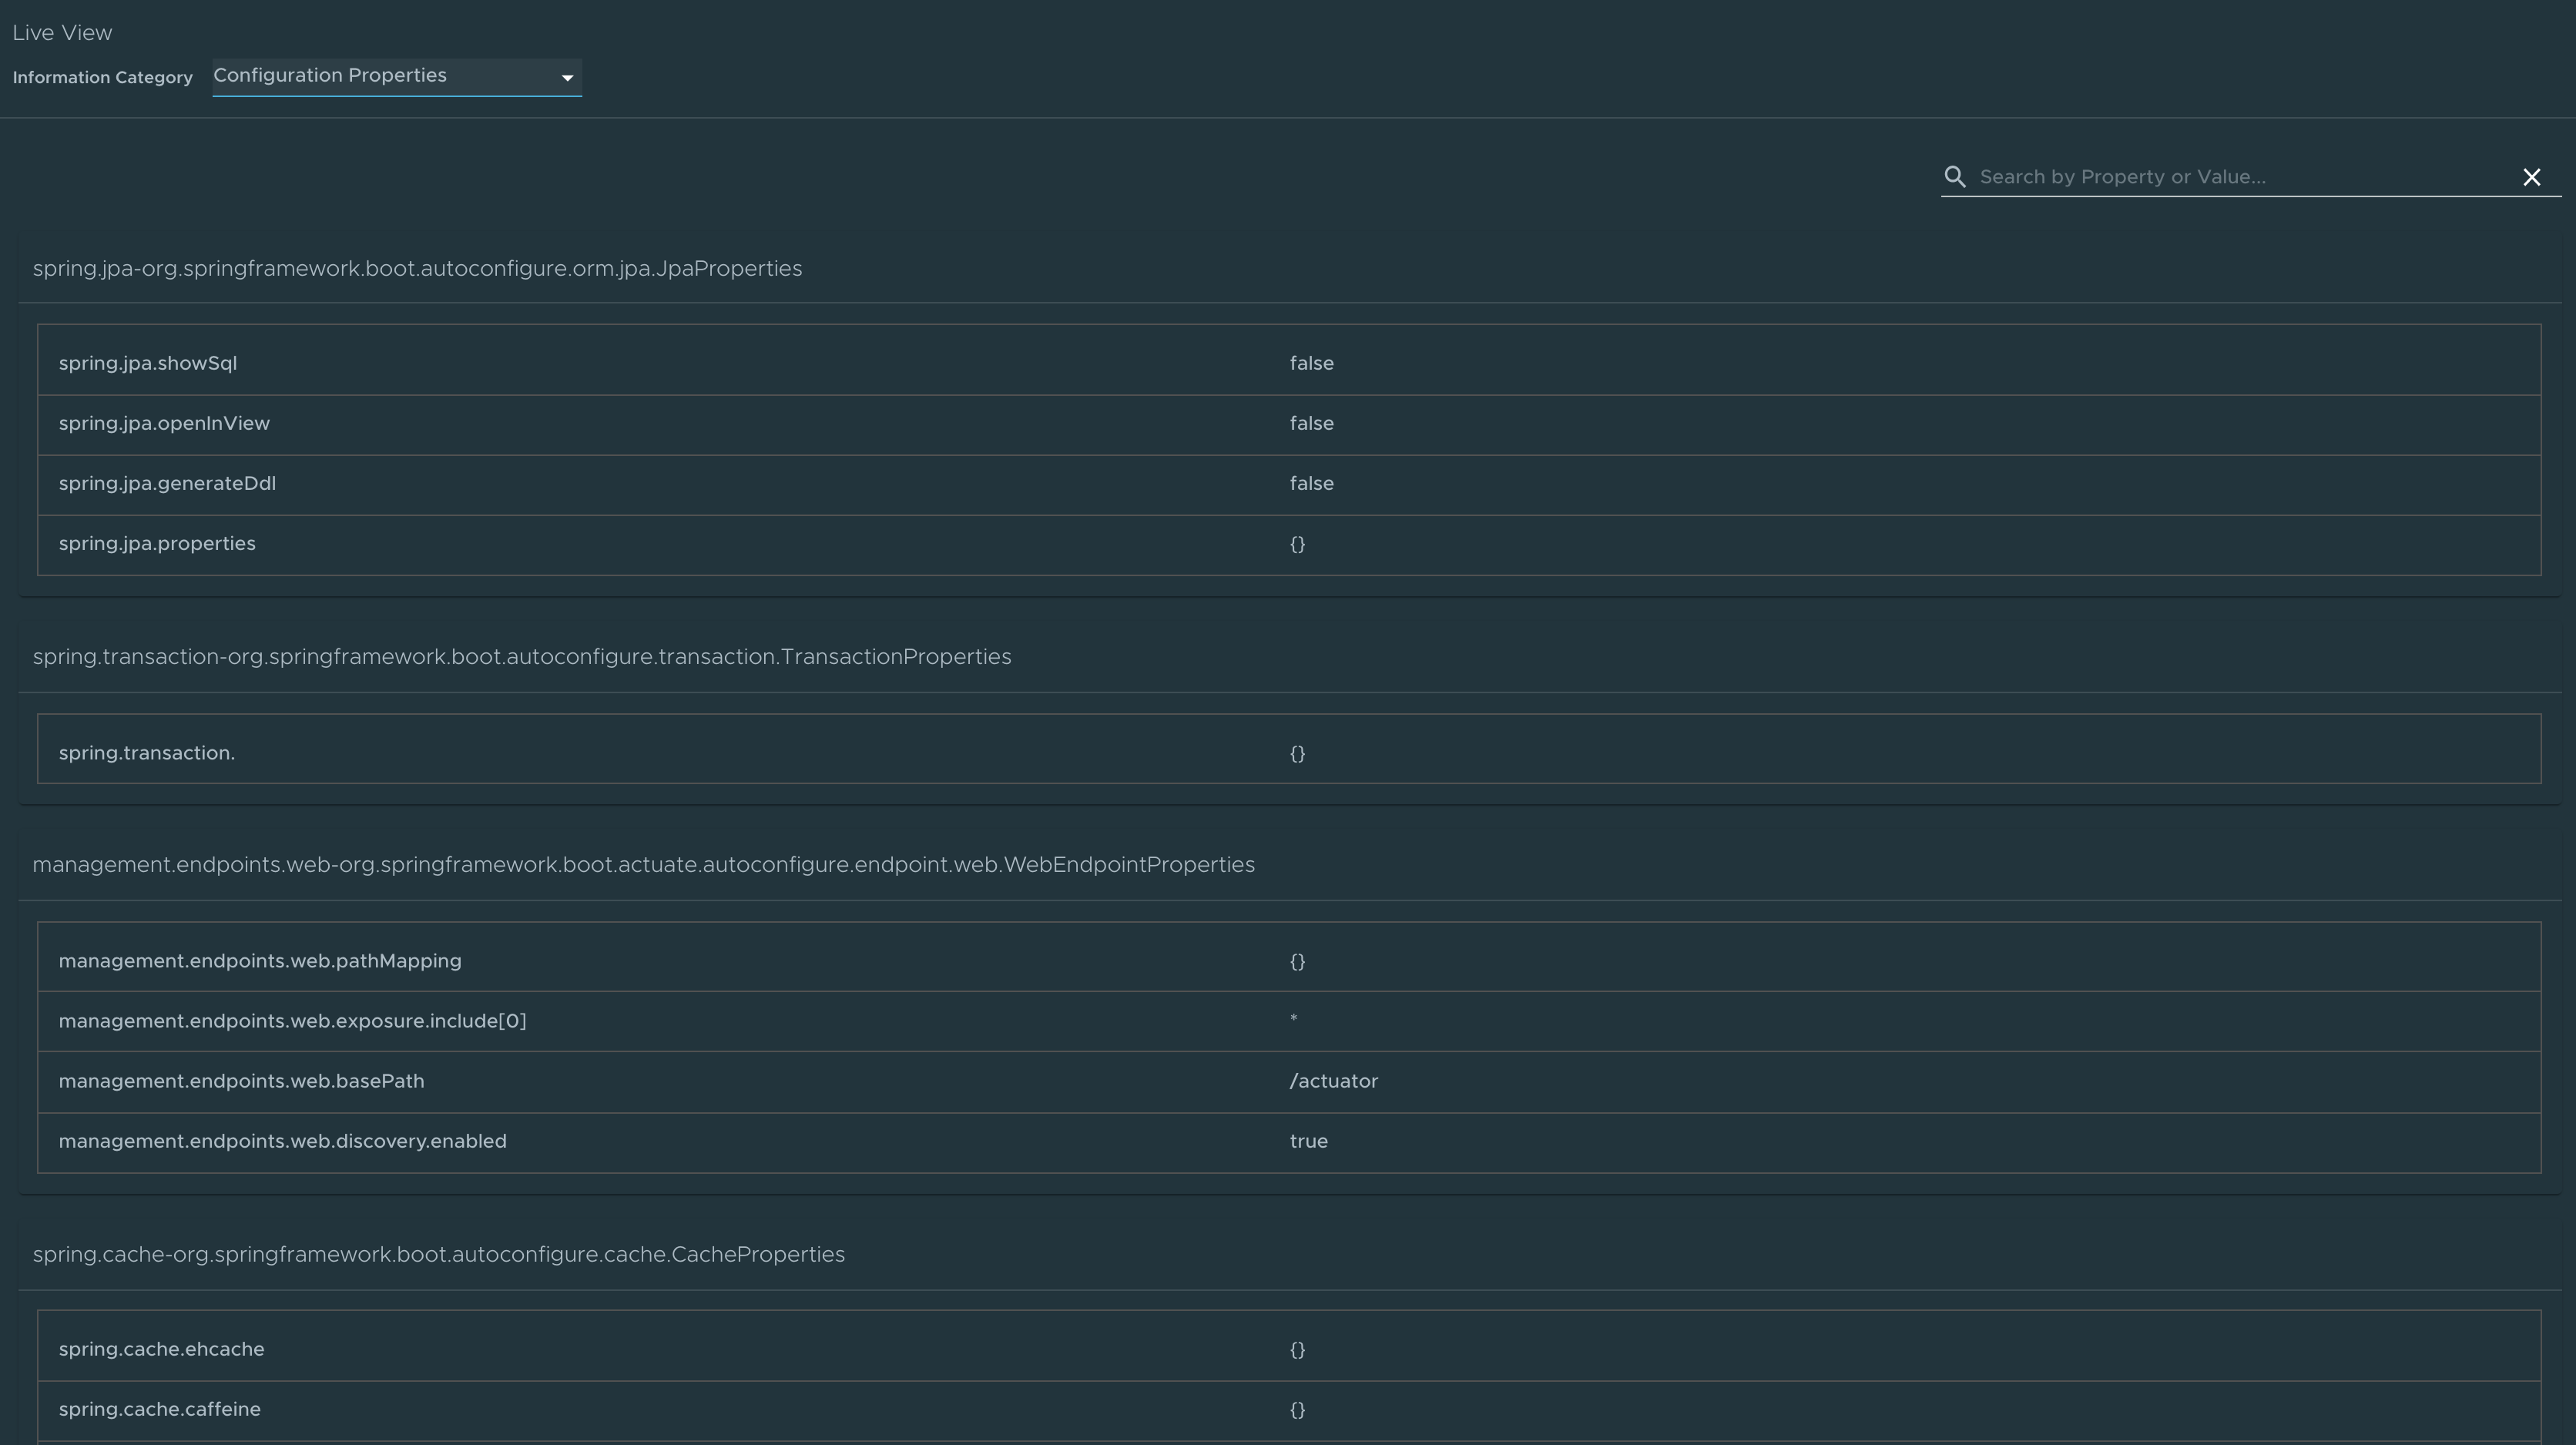 Live View
Information Category Configuration Properties
Search by Property or Value...
spring.jpa-org.springframework.boot.autoconfigure.orm.jpa.JpaProperties
spring.jpa.showSql false
spring.jpa.openInView false
spring.jpa.generateDdl false
spring.jpa.properties {}
spring.transaction-org.springframework.boot.autoconfigure.transaction.TransactionProperties
spring.transaction. {}
management.endpoints.web-org.springframework.boot.actuate.autoconfigure.endpoint.web.WebEndpointProperties
management.endpoints.web.pathMapping {}
management.endpoints.web.exposure.include[0] *
management.endpoints.web.basePath /actuator
management.endpoints.web.discovery.enabled true
spring.cache-org.springframework.boot.autoconfigure.cache.CacheProperties
spring.cache.ehcache {}
spring.cache.caffeine {}